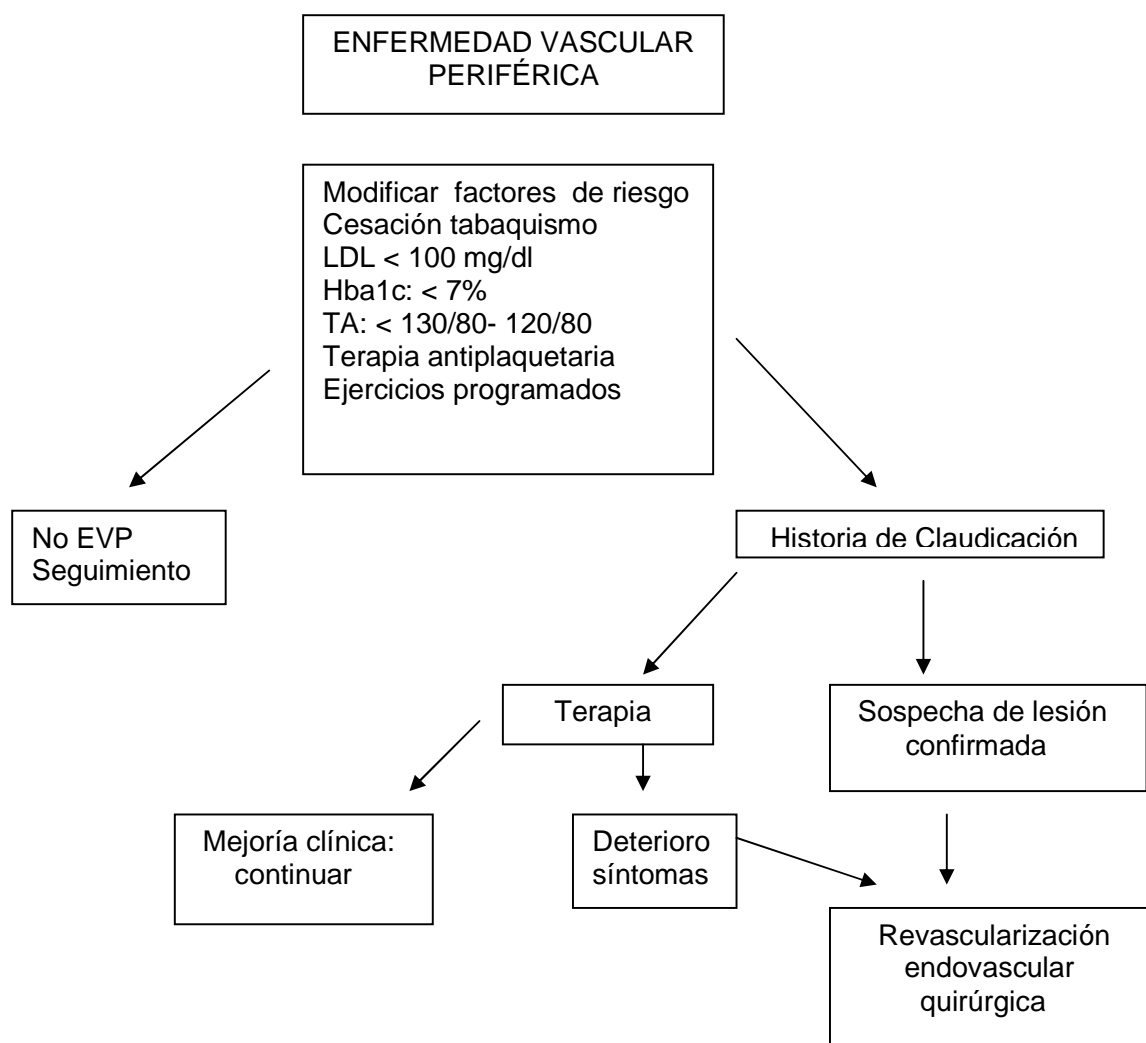 ENFERMEDAD VASCULAR
PERIFÉRICA
Modificar factores de riesgo
Cesación tabaquismo
LDL < 100 mg/dl
Hba1c: < 7%
TA: < 130/80- 120/80
Terapia antiplaquetaria
Ejercicios programados
No EVP
Seguimiento
Historia de Claudicación
Terapia
Sospecha de lesión
confirmada
Mejoría clínica:
continuar
Deterioro
síntomas
Revascularización
endovascular
quirúrgica